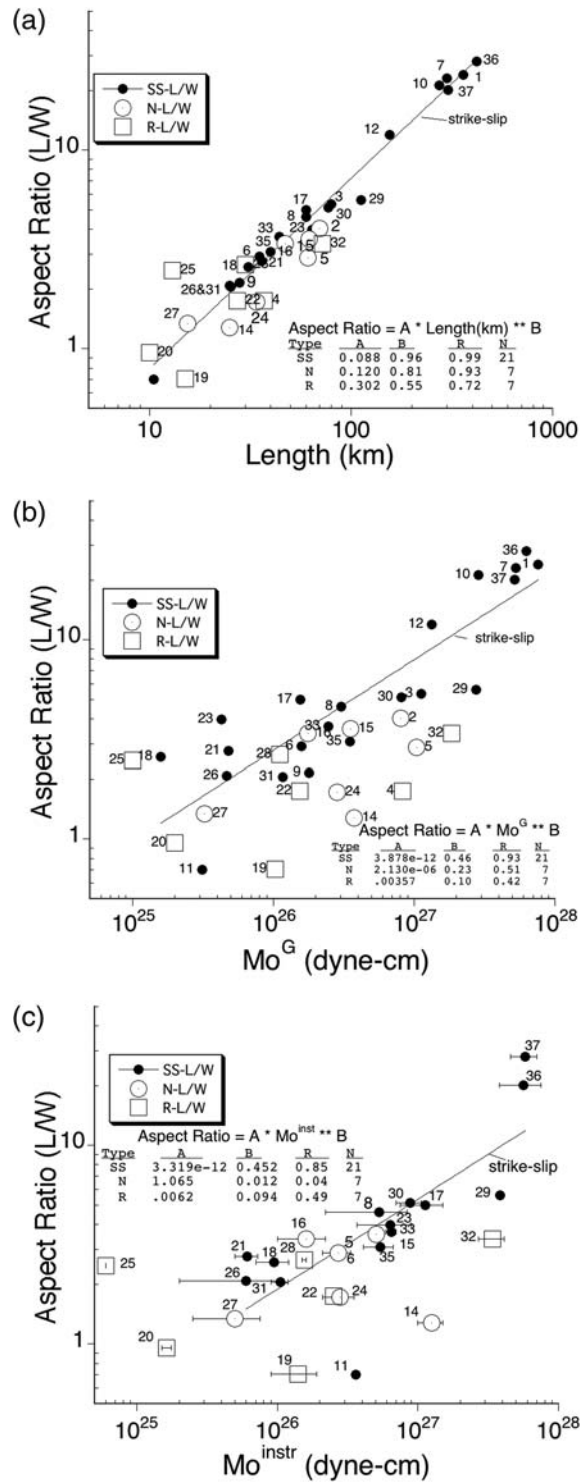 (a)
Aspect Ratio (L/W)
10
1
SS-L/W
N-L/W
R-L/W
36
7
1
10
37
strike-slip
12
17
3
29
8
30
33
23
2
35
15
32
6
16
5
18
21
25
9
26&31
22
4
27
24
14
20
19
Aspect Ratio = A * Length(km) ** B
Type A B R N
SS 0.088 0.96 0.99 21
N 0.120 0.81 0.93 7
R 0.302 0.55 0.72 7
10 100 1000
Length (km)
(b)
Aspect Ratio (L/W)
10
1
SS-L/W
N-L/W
R-L/W
36
7
1
10
37
12
strike-slip
17
8
30
3
29
23
33
16
15
2
32
25
18
21
28
6
35
5
26
31
9
22
24
4
27
14
20
11
19
Aspect Ratio = A * Mo^G ** B
Type A B R N
SS 3.878e-12 0.46 0.93 21
N 2.130e-06 0.23 0.51 7
R .00357 0.10 0.42 7
10^25 10^26 10^27 10^28
Mo^G (dyne-cm)
(c)
Aspect Ratio (L/W)
10
1
SS-L/W
N-L/W
R-L/W
37
36
Aspect Ratio = A * Mo^inst ** B
Type A B R N
SS 3.319e-12 0.452 0.85 21
N 1.065 0.012 0.04 7
R .0062 0.094 0.49 7
strike-slip
30
17
29
8
23
16
33
5
15
32
21
18
28
6
35
25
26
31
22
24
27
14
20
19
11
10^25 10^26 10^27 10^28
Mo^instr (dyne-cm)